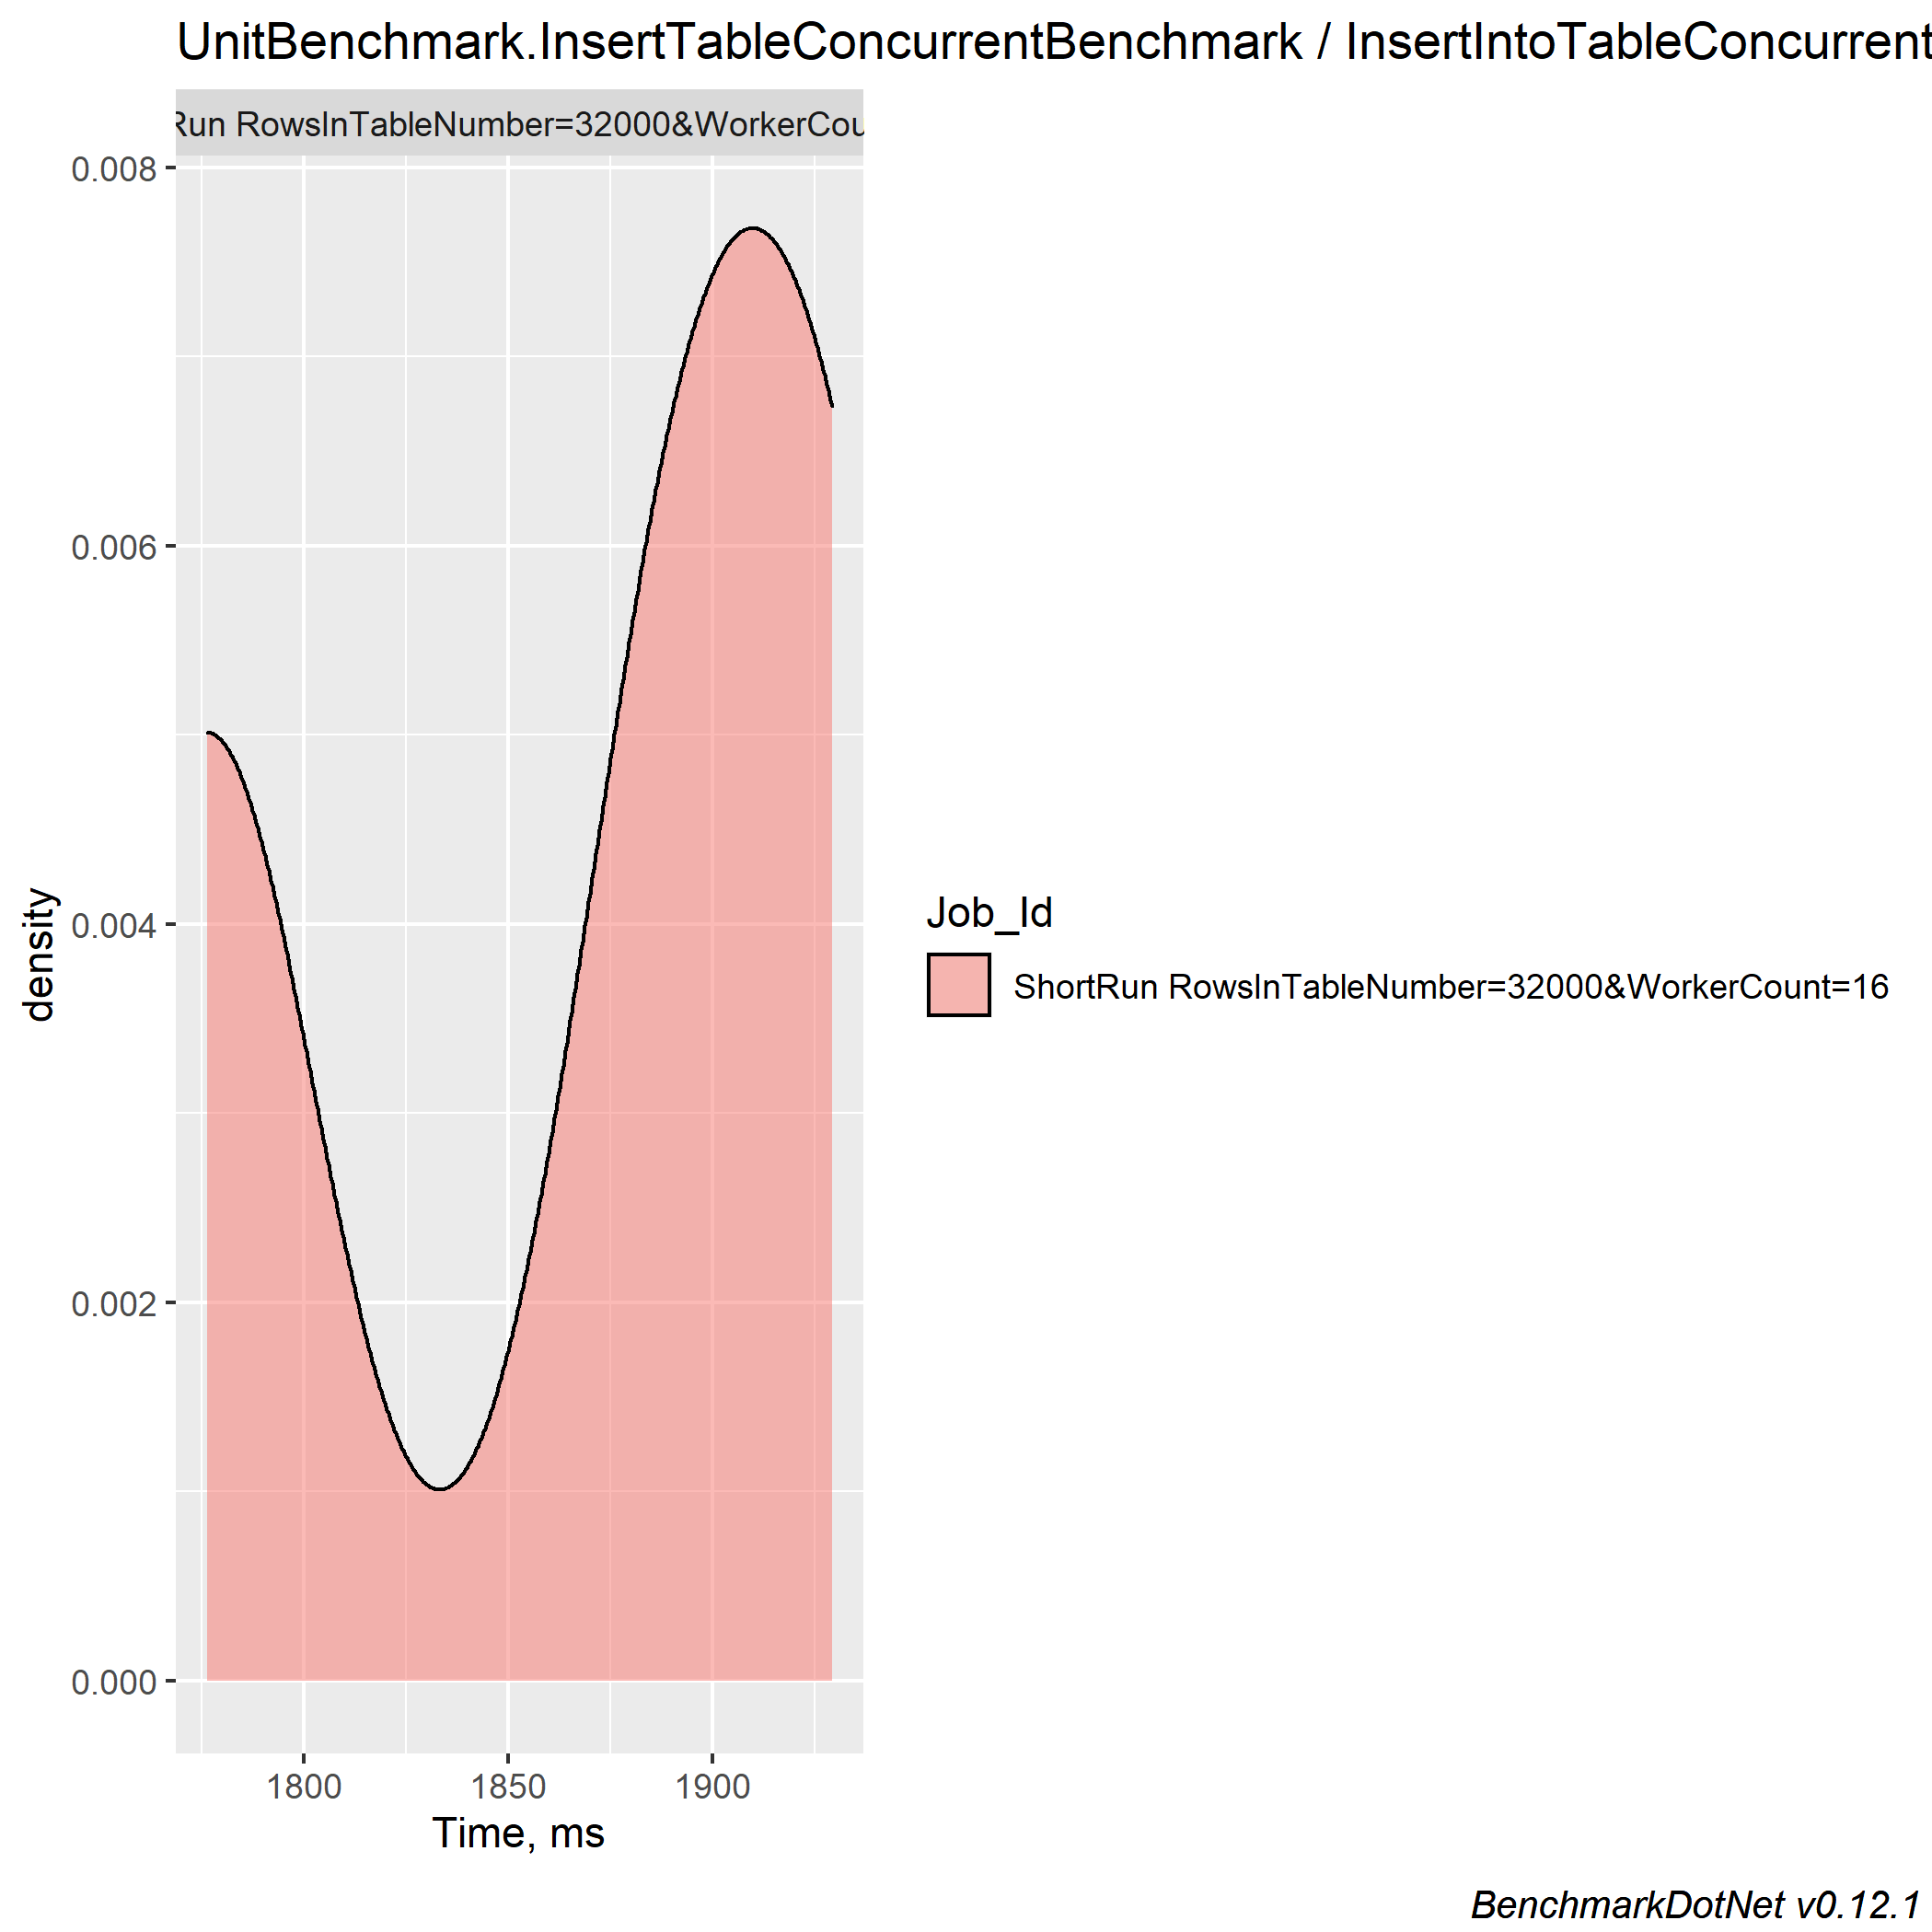 UnitBenchmark.InsertTableConcurrentBenchmark / InsertIntoTableConcurrent
Run RowsInTableNumber=32000&WorkerCou
0.008
0.006
0.004
0.002
0.000
density
1800 1850 1900
Time, ms
Job_Id
ShortRun RowsInTableNumber=32000&WorkerCount=16
BenchmarkDotNet v0.12.1